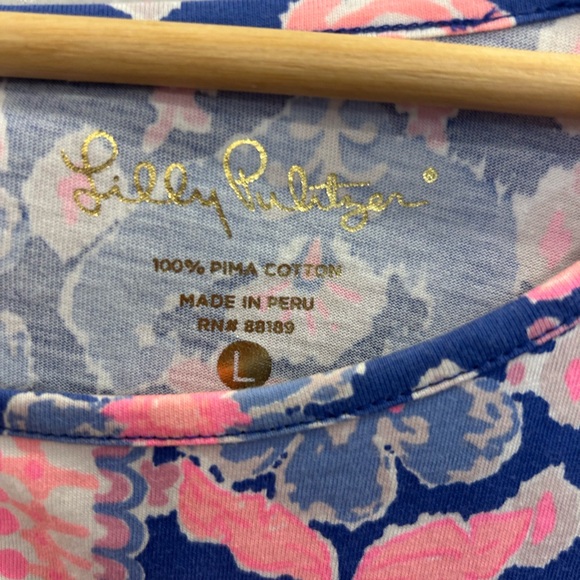 Lilly Pulitzer®
100% PIMA COTTON
MADE IN PERU
RN# 88189
L